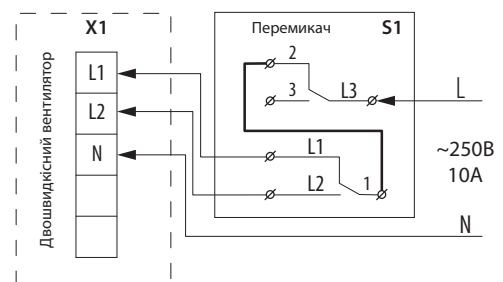 X1
Двошвидкісний вентилятор
L1
L2
N
Перемикач
S1
2
3
L3
L1
L2
1
L
~250В
10А
N